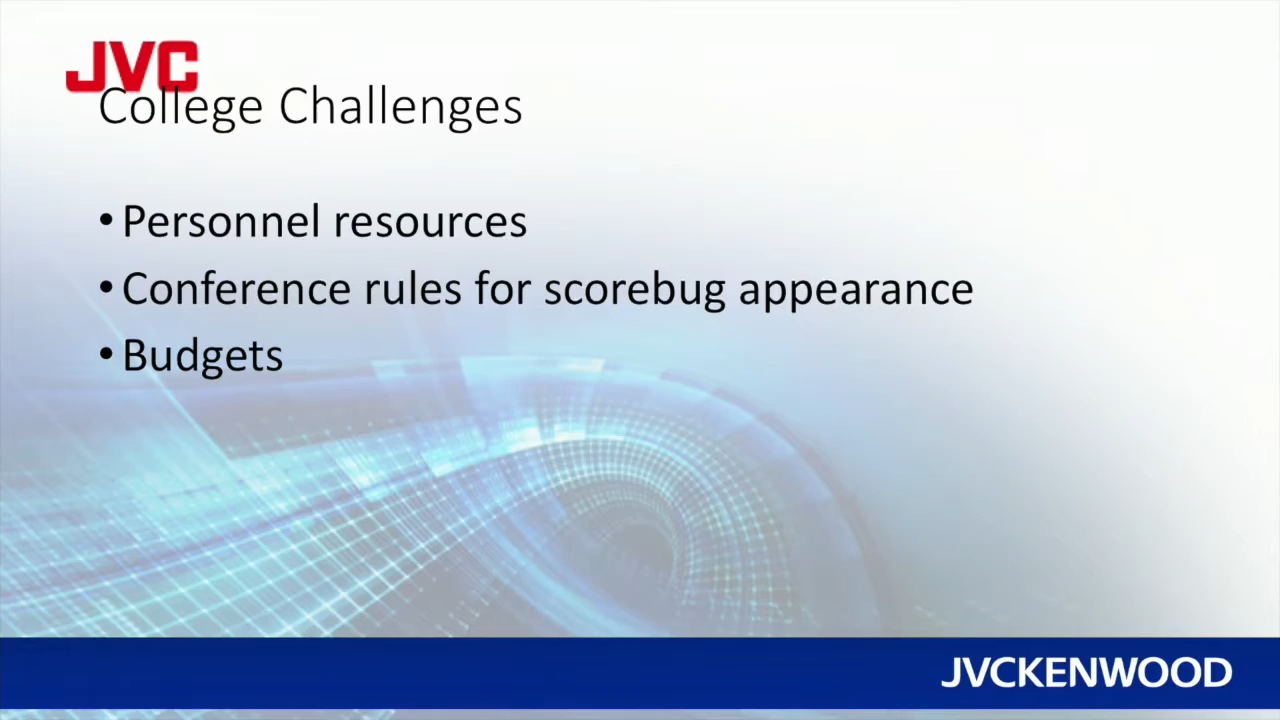 JVC
College Challenges
• Personnel resources
• Conference rules for scorebug appearance
• Budgets
JVCKENWOOD